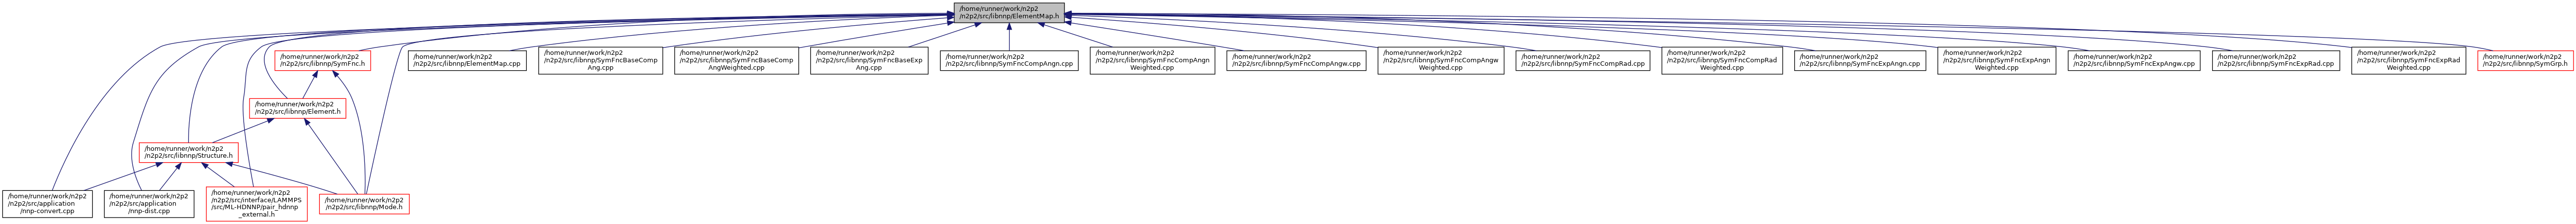 /home/runner/work/n2p2
/n2p2/src/libnnp/ElementMap.h
/home/runner/work/n2p2
/n2p2/src/libnnp/SymFnc.h
/home/runner/work/n2p2
/n2p2/src/libnnp/ElementMap.cpp
/home/runner/work/n2p2
/n2p2/src/libnnp/SymFncBaseComp
Ang.cpp
/home/runner/work/n2p2
/n2p2/src/libnnp/SymFncBaseComp
AngWeighted.cpp
/home/runner/work/n2p2
/n2p2/src/libnnp/SymFncBaseExp
Ang.cpp
/home/runner/work/n2p2
/n2p2/src/libnnp/SymFncCompAngn.cpp
/home/runner/work/n2p2
/n2p2/src/libnnp/SymFncCompAngn
Weighted.cpp
/home/runner/work/n2p2
/n2p2/src/libnnp/SymFncCompAngw.cpp
/home/runner/work/n2p2
/n2p2/src/libnnp/SymFncCompAngw
Weighted.cpp
/home/runner/work/n2p2
/n2p2/src/libnnp/SymFncCompRad.cpp
/home/runner/work/n2p2
/n2p2/src/libnnp/SymFncCompRad
Weighted.cpp
/home/runner/work/n2p2
/n2p2/src/libnnp/SymFncExpAngn.cpp
/home/runner/work/n2p2
/n2p2/src/libnnp/SymFncExpAngn
Weighted.cpp
/home/runner/work/n2p2
/n2p2/src/libnnp/SymFncExpAngw.cpp
/home/runner/work/n2p2
/n2p2/src/libnnp/SymFncExpRad.cpp
/home/runner/work/n2p2
/n2p2/src/libnnp/SymFncExpRad
Weighted.cpp
/home/runner/work/n2p2
/n2p2/src/libnnp/SymGrp.h
/home/runner/work/n2p2
/n2p2/src/libnnp/Element.h
/home/runner/work/n2p2
/n2p2/src/libnnp/Structure.h
/home/runner/work/n2p2
/n2p2/src/application
/nnp-convert.cpp
/home/runner/work/n2p2
/n2p2/src/application
/nnp-dist.cpp
/home/runner/work/n2p2
/n2p2/src/interface/LAMMPS
/src/ML-HDNNP/pair_hdnnp
_external.h
/home/runner/work/n2p2
/n2p2/src/libnnp/Mode.h